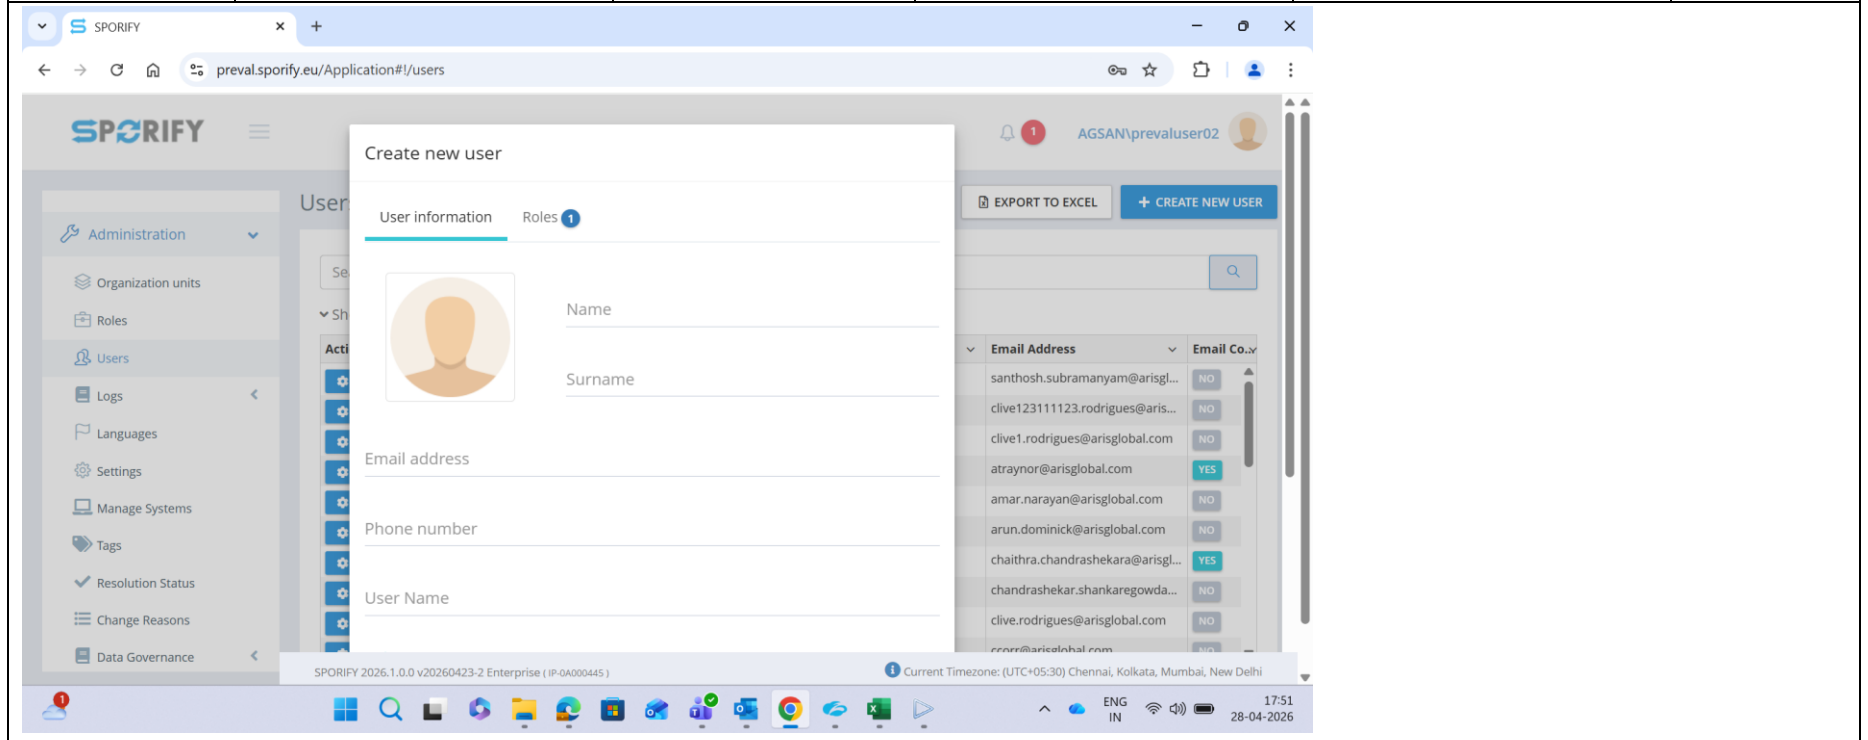 SPORIFY
preval.sporify.eu/Application#!/users
SPORIFY
1
AGSAN\prevaluser02
Create new user
User information
Roles 1
EXPORT TO EXCEL
+ CREATE NEW USER
Administration
Organization units
Roles
Users
Logs
Languages
Settings
Manage Systems
Tags
Resolution Status
Change Reasons
Data Governance
Name
Surname
Email address
Phone number
User Name
Email Address
Email Co...
santhosh.subramanyam@arisgl...
NO
clive123111123.rodrigues@aris...
NO
clive1.rodrigues@arisglobal.com
NO
atraynor@arisglobal.com
YES
amar.narayan@arisglobal.com
NO
arun.dominick@arisglobal.com
NO
chaithra.chandrashekara@arisgl...
YES
chandrashekar.shankaregowda...
NO
clive.rodrigues@arisglobal.com
NO
SPORIFY 2026.1.0.0 v20260423-2 Enterprise ( IP-0A000445 )
Current Timezone: (UTC+05:30) Chennai, Kolkata, Mumbai, New Delhi
1
ENG
IN
17:51
28-04-2026